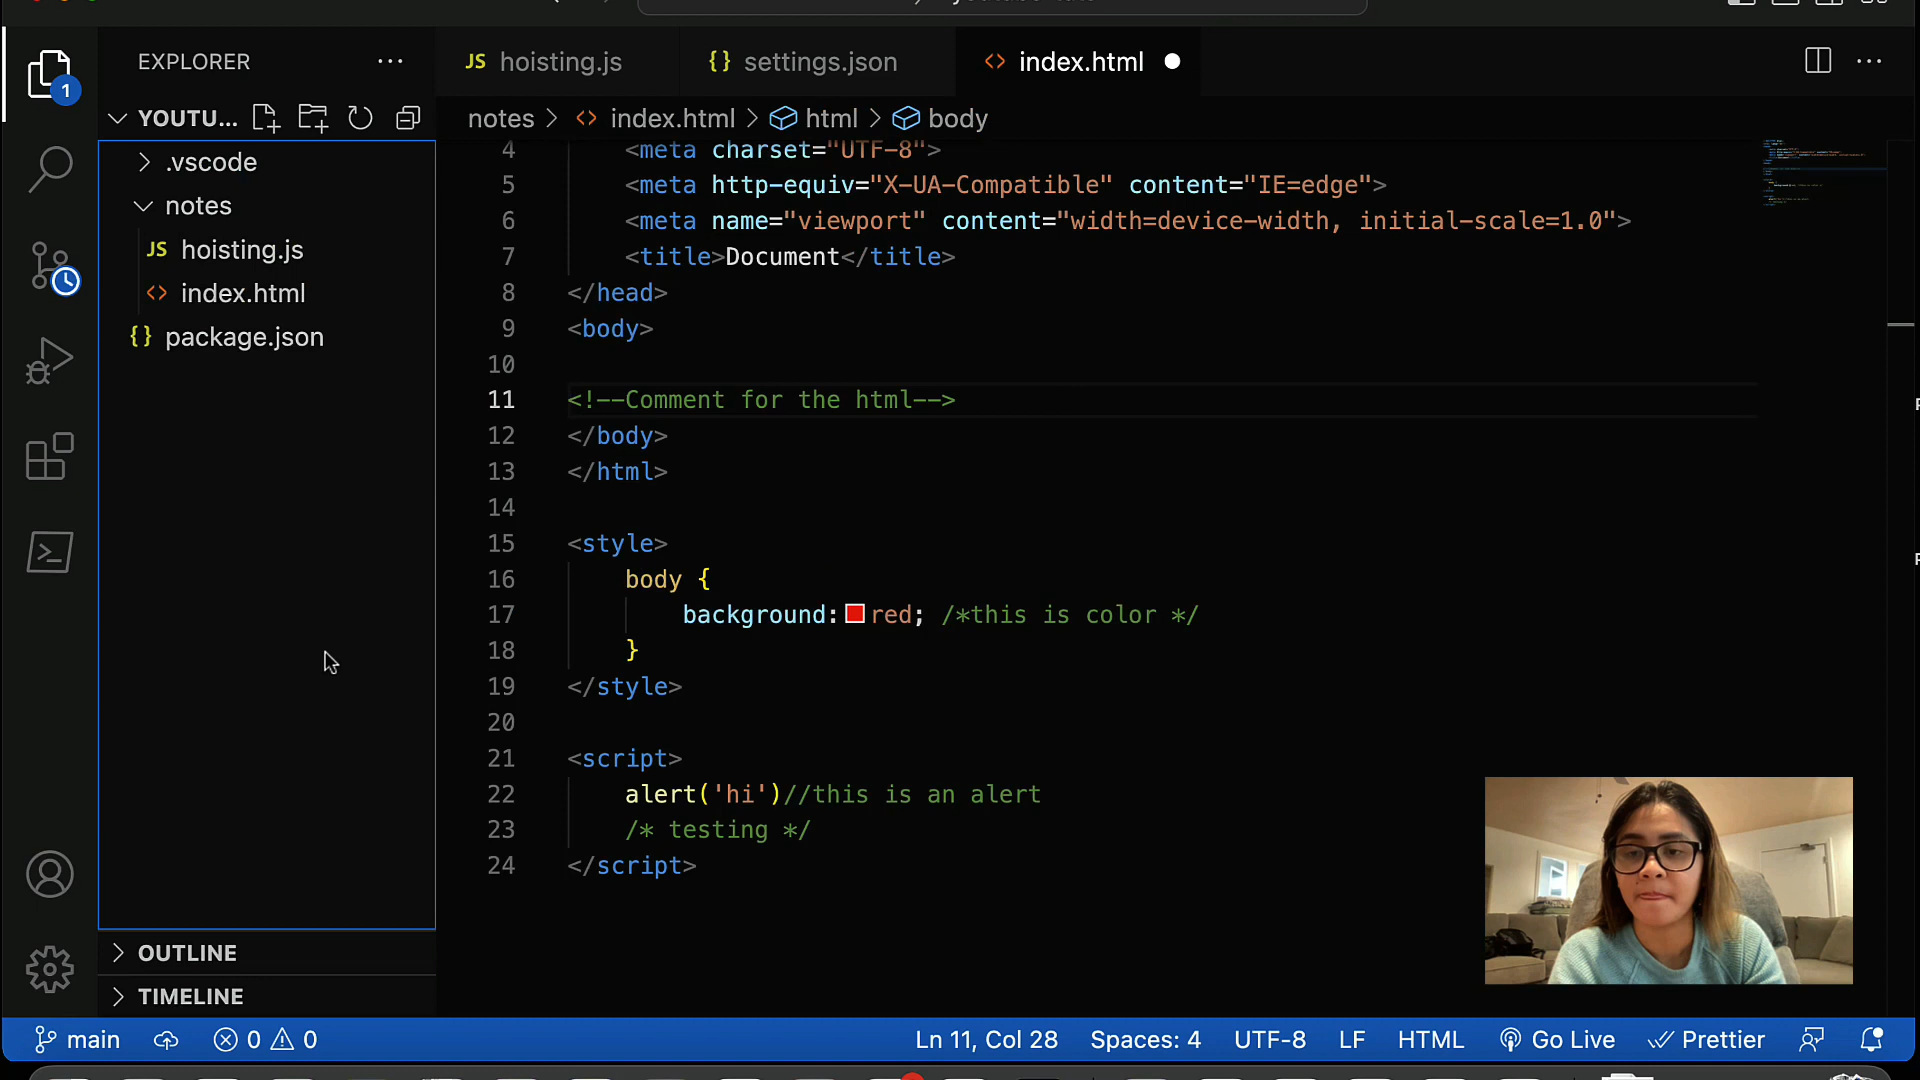 EXPLORER
hoisting.js
settings.json
index.html
YOUTU...
notes > index.html > html > body
.vscode
notes
JS hoisting.js
<> index.html
{} package.json
4 <meta charset="UTF-8">
5 <meta http-equiv="X-UA-Compatible" content="IE=edge">
6 <meta name="viewport" content="width=device-width, initial-scale=1.0">
7 <title>Document</title>
8 </head>
9 <body>
10
11 <!--Comment for the html-->
12 </body>
13 </html>
14
15 <style>
16 body {
17 background: red; /*this is color */
18 }
19 </style>
20
21 <script>
22 alert('hi')//this is an alert
23 /* testing */
24 </script>
OUTLINE
TIMELINE
main 0 0 Ln 11, Col 28 Spaces: 4 UTF-8 LF HTML Go Live Prettier